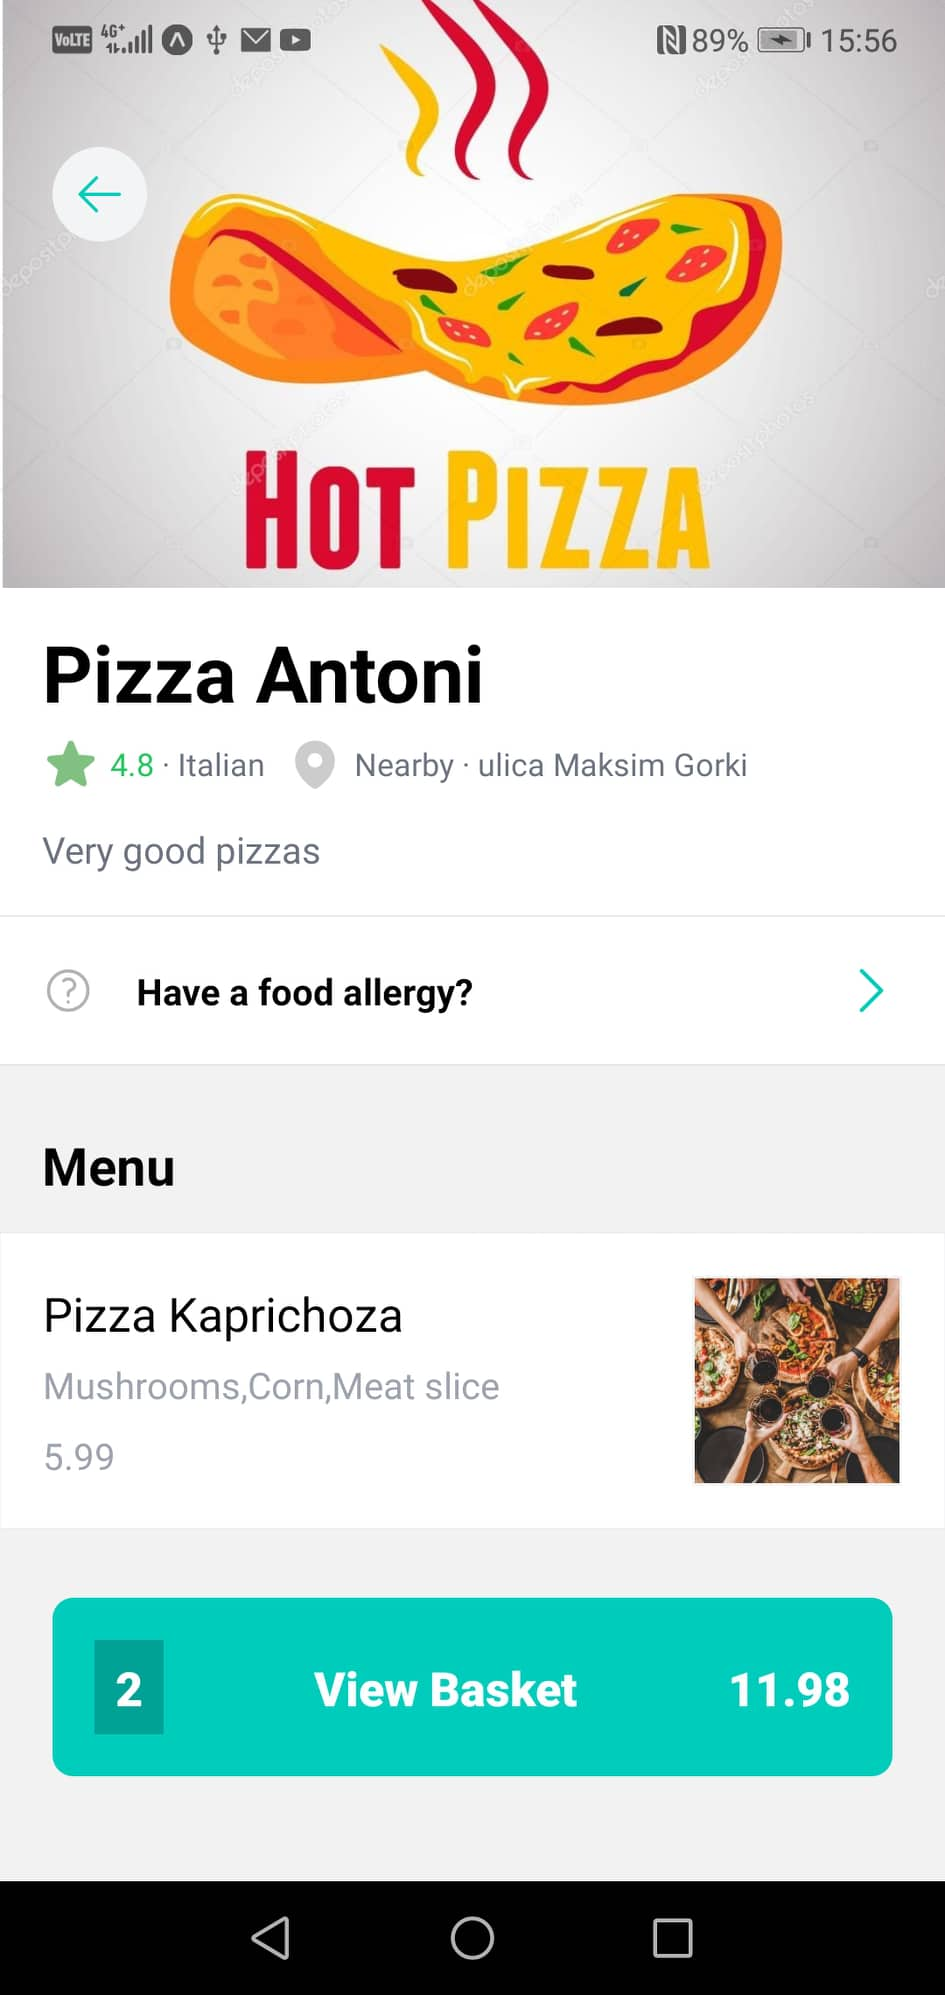 VoLTE 4G+ 89% 15:56
depositphotos
HOT PIZZA
Pizza Antoni
4.8 · Italian Nearby · ulica Maksim Gorki
Very good pizzas
Have a food allergy?
Menu
Pizza Kaprichoza
Mushrooms,Corn,Meat slice
5.99
2 View Basket 11.98